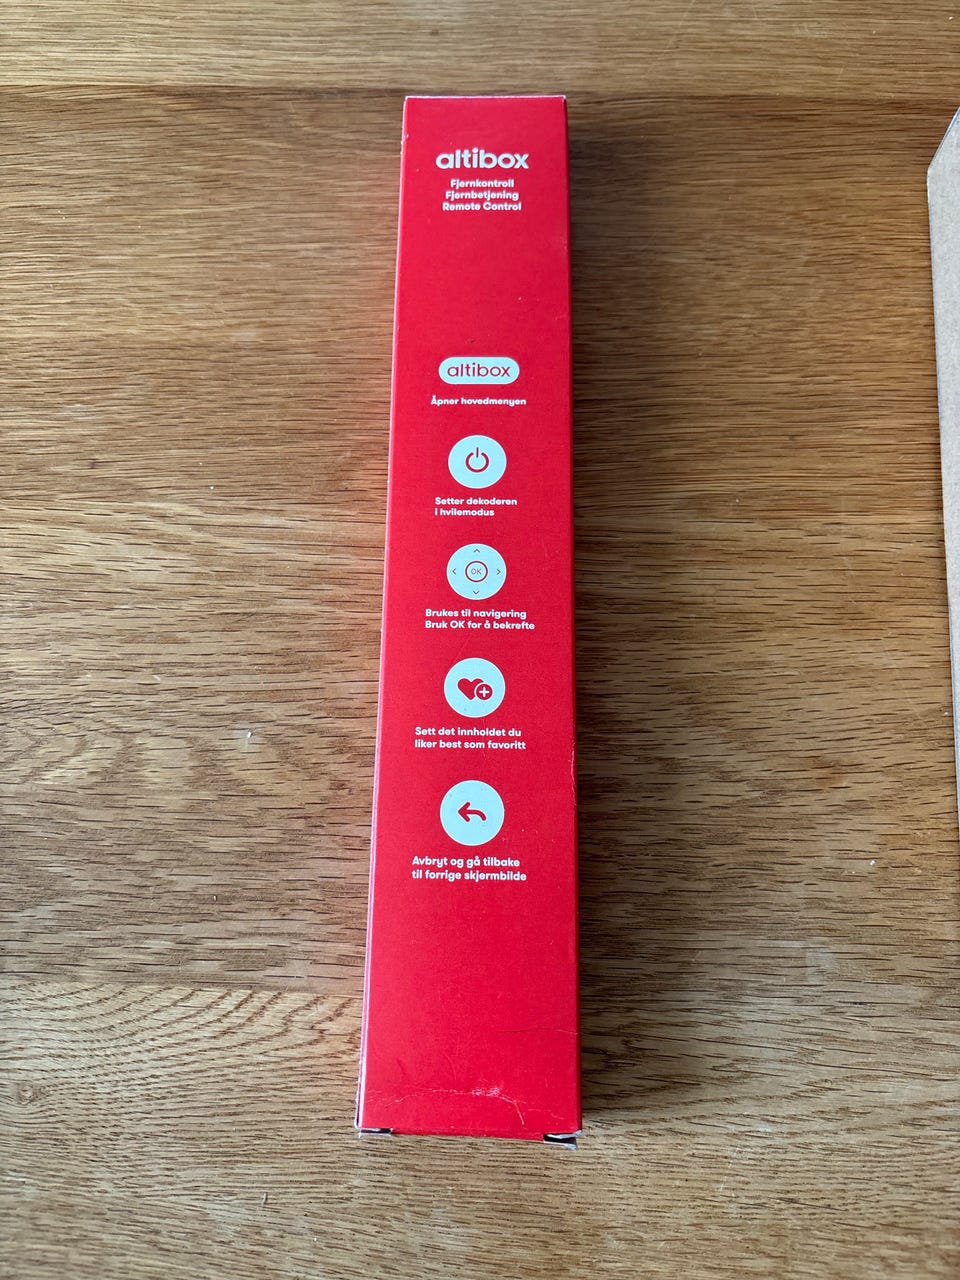 altibox
Fjernkontroll
Fjernbetjening
Remote Control
altibox
Åpner hovedmenyen
Setter dekoderen
i hvilemodus
OK
Brukes til navigering
Bruk OK for å bekrefte
Sett det innholdet du
liker best som favoritt
Avbryt og gå tilbake
til forrige skjermbilde